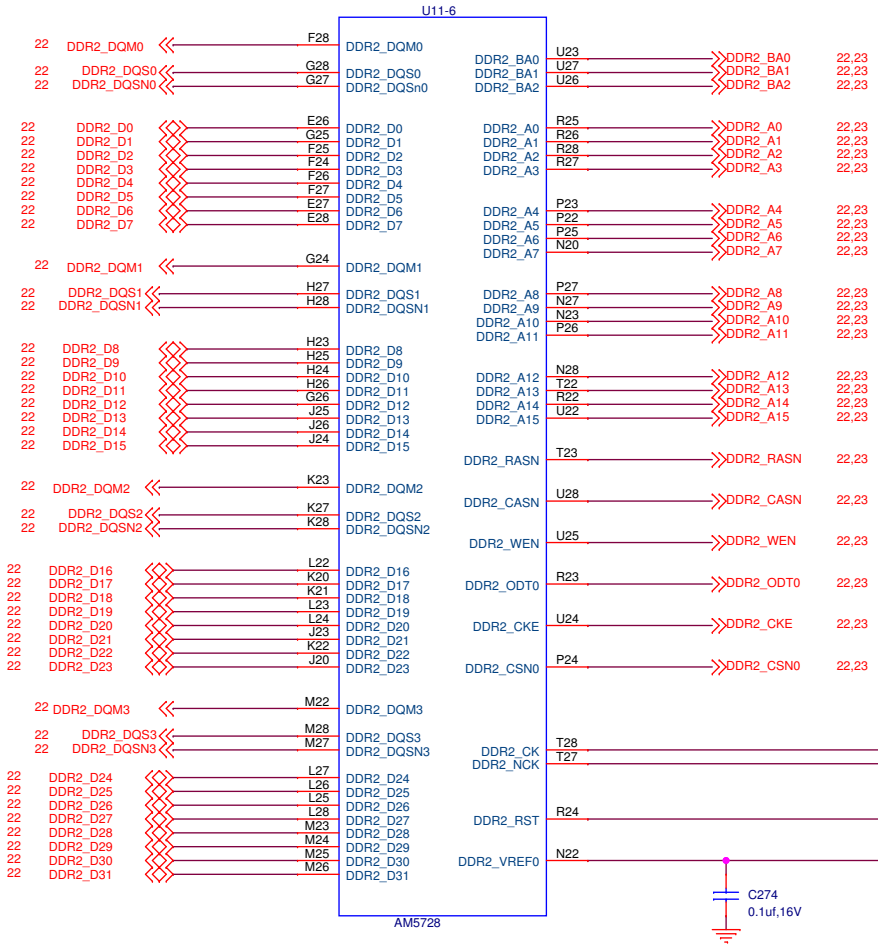 U11-6
22 DDR2_DQM0 F28 DDR2_DQM0
22 DDR2_DQS0 G28 DDR2_DQS0
22 DDR2_DQSN0 G27 DDR2_DQSn0
22 DDR2_D0 E26 DDR2_D0
22 DDR2_D1 G25 DDR2_D1
22 DDR2_D2 F25 DDR2_D2
22 DDR2_D3 F24 DDR2_D3
22 DDR2_D4 F26 DDR2_D4
22 DDR2_D5 F27 DDR2_D5
22 DDR2_D6 E27 DDR2_D6
22 DDR2_D7 E28 DDR2_D7
22 DDR2_DQM1 G24 DDR2_DQM1
22 DDR2_DQS1 H27 DDR2_DQS1
22 DDR2_DQSN1 H28 DDR2_DQSN1
22 DDR2_D8 H23 DDR2_D8
22 DDR2_D9 H25 DDR2_D9
22 DDR2_D10 H24 DDR2_D10
22 DDR2_D11 H26 DDR2_D11
22 DDR2_D12 G26 DDR2_D12
22 DDR2_D13 J25 DDR2_D13
22 DDR2_D14 J26 DDR2_D14
22 DDR2_D15 J24 DDR2_D15
22 DDR2_DQM2 K23 DDR2_DQM2
22 DDR2_DQS2 K27 DDR2_DQS2
22 DDR2_DQSN2 K28 DDR2_DQSN2
22 DDR2_D16 L22 DDR2_D16
22 DDR2_D17 K20 DDR2_D17
22 DDR2_D18 K21 DDR2_D18
22 DDR2_D19 L23 DDR2_D19
22 DDR2_D20 L24 DDR2_D20
22 DDR2_D21 J23 DDR2_D21
22 DDR2_D22 K22 DDR2_D22
22 DDR2_D23 J20 DDR2_D23
22 DDR2_DQM3 M22 DDR2_DQM3
22 DDR2_DQS3 M28 DDR2_DQS3
22 DDR2_DQSN3 M27 DDR2_DQSN3
22 DDR2_D24 L27 DDR2_D24
22 DDR2_D25 L26 DDR2_D25
22 DDR2_D26 L25 DDR2_D26
22 DDR2_D27 L28 DDR2_D27
22 DDR2_D28 M23 DDR2_D28
22 DDR2_D29 M24 DDR2_D29
22 DDR2_D30 M25 DDR2_D30
22 DDR2_D31 M26 DDR2_D31
DDR2_BA0 U23 DDR2_BA0 22,23
DDR2_BA1 U27 DDR2_BA1 22,23
DDR2_BA2 U26 DDR2_BA2 22,23
DDR2_A0 R25 DDR2_A0 22,23
DDR2_A1 R26 DDR2_A1 22,23
DDR2_A2 R28 DDR2_A2 22,23
DDR2_A3 R27 DDR2_A3 22,23
DDR2_A4 P23 DDR2_A4 22,23
DDR2_A5 P22 DDR2_A5 22,23
DDR2_A6 P25 DDR2_A6 22,23
DDR2_A7 N20 DDR2_A7 22,23
DDR2_A8 P27 DDR2_A8 22,23
DDR2_A9 N27 DDR2_A9 22,23
DDR2_A10 N23 DDR2_A10 22,23
DDR2_A11 P26 DDR2_A11 22,23
DDR2_A12 N28 DDR2_A12 22,23
DDR2_A13 T22 DDR2_A13 22,23
DDR2_A14 R22 DDR2_A14 22,23
DDR2_A15 U22 DDR2_A15 22,23
DDR2_RASN T23 DDR2_RASN 22,23
DDR2_CASN U28 DDR2_CASN 22,23
DDR2_WEN U25 DDR2_WEN 22,23
DDR2_ODT0 R23 DDR2_ODT0 22,23
DDR2_CKE U24 DDR2_CKE 22,23
DDR2_CSN0 P24 DDR2_CSN0 22,23
DDR2_CK T28
DDR2_NCK T27
DDR2_RST R24
DDR2_VREF0 N22
C274
0.1uf,16V
AM5728